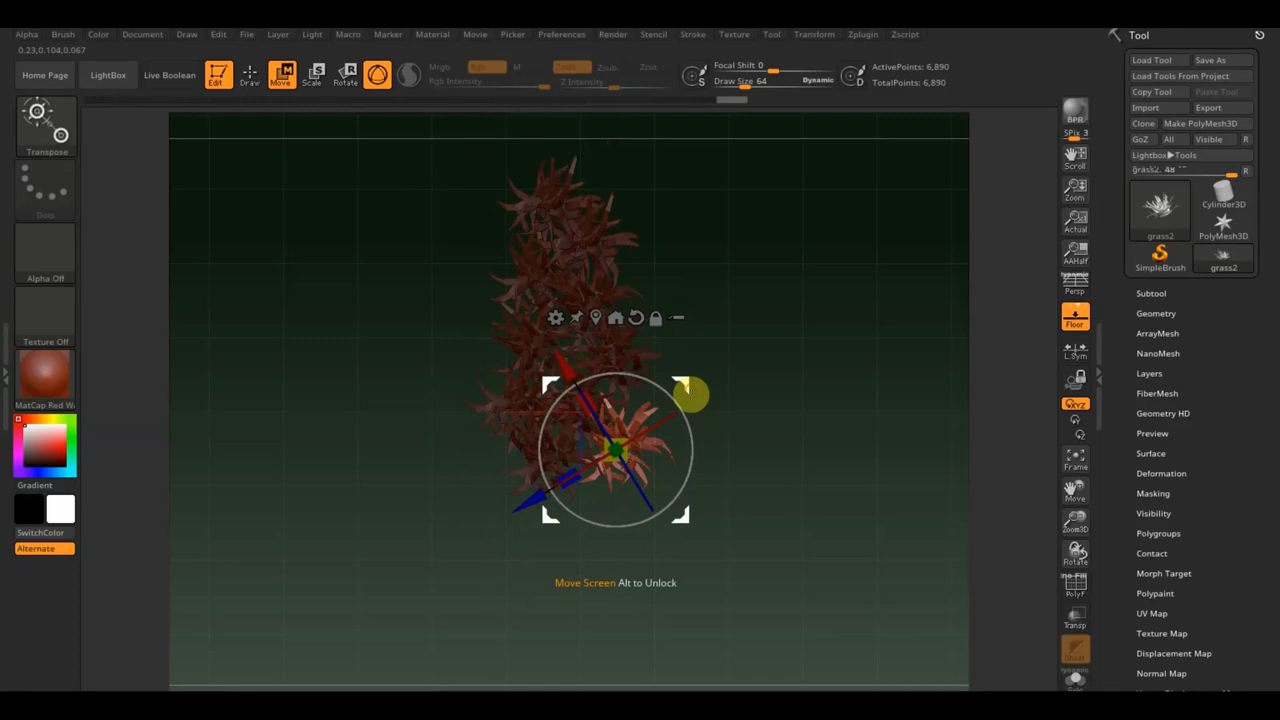 Alpha Brush Color Document Draw Edit File Layer Light Macro Marker Material Movie Picker Preferences Render Stencil Stroke Texture Tool Transform Zplugin Zscript
0.23,0.104,0.067
Home Page LightBox Live Boolean Edit Draw Move Scale Rotate
Mrgb Rgb M Zadd Zsub Zcut
Rgb Intensity Z Intensity
S Focal Shift 0
Draw Size 64 Dynamic
D ActivePoints: 6,890
TotalPoints: 6,890
Transpose
Dots
Alpha Off
Texture Off
MatCap Red Wa
Gradient
SwitchColor
Alternate
Move Screen Alt to Unlock
BPR
SPix 3
Scroll
Zoom
Actual
AAHalf
Dynamic
Persp
Floor
L.Sym
XYZ
Y
Z
Frame
Move
Zoom3D
Rotate
PolyF
Transp
Ghost
Dynamic
Solo
Tool
Load Tool Save As
Load Tools From Project
Copy Tool Paste Tool
Import Export
Clone Make PolyMesh3D
GoZ All Visible R
Lightbox▶Tools
grass2. 48 R
grass2
Cylinder3D
PolyMesh3D
SimpleBrush
grass2
Subtool
Geometry
ArrayMesh
NanoMesh
Layers
FiberMesh
Geometry HD
Preview
Surface
Deformation
Masking
Visibility
Polygroups
Contact
Morph Target
Polypaint
UV Map
Texture Map
Displacement Map
Normal Map